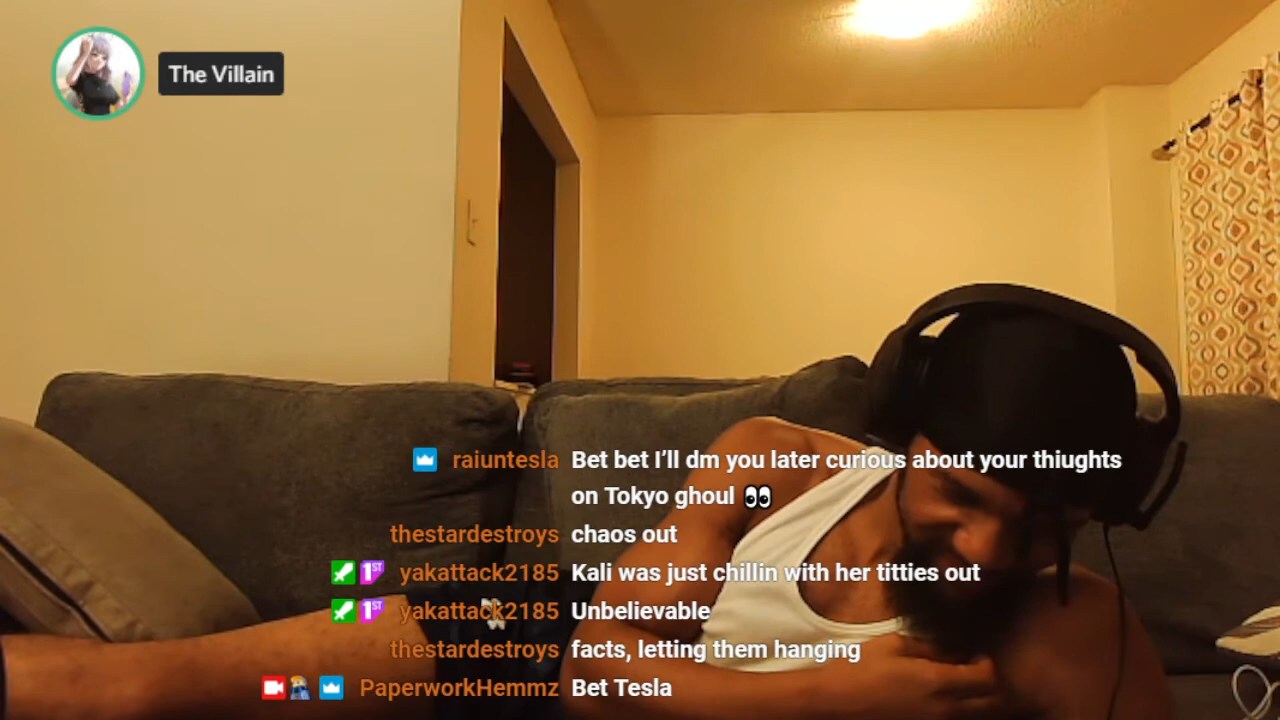 The Villain
raiuntesla Bet bet I’ll dm you later curious about your thiughts
on Tokyo ghoul 👀
thestardestroys chaos out
1ST yakattack2185 Kali was just chillin with her titties out
1ST yakattack2185 Unbelievable
thestardestroys facts, letting them hanging
PaperworkHemmz Bet Tesla